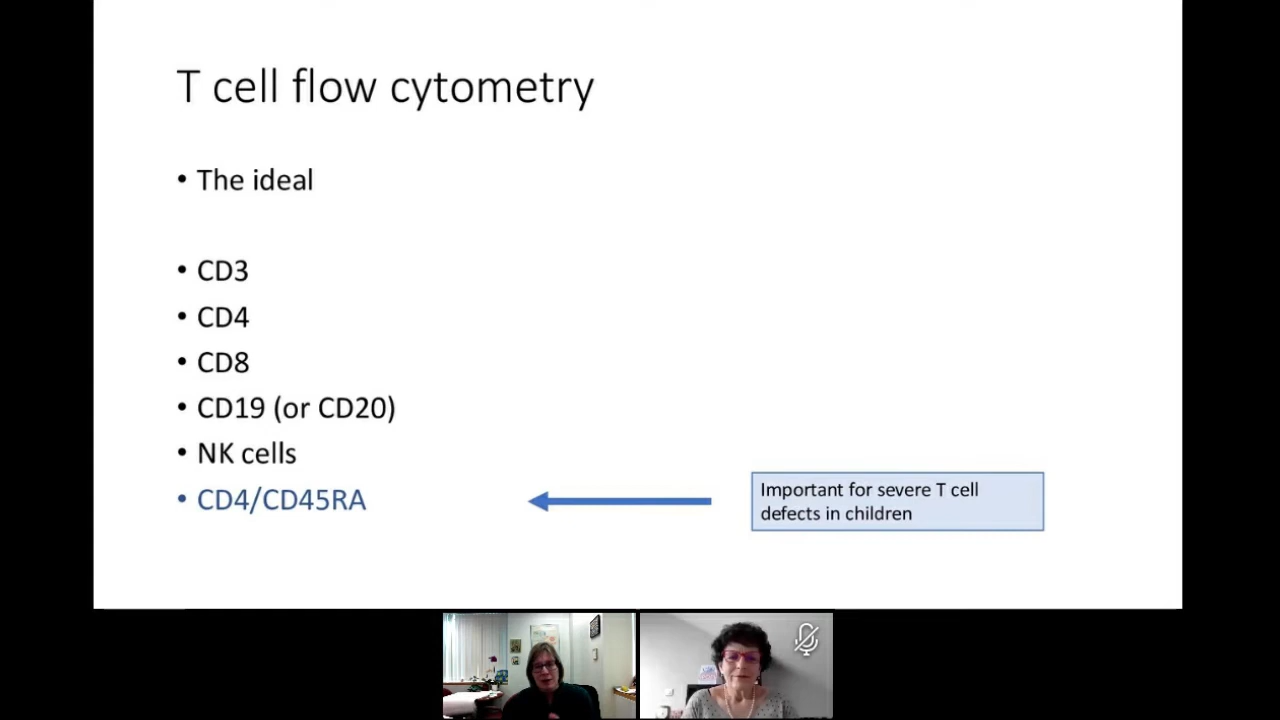 T cell flow cytometry
• The ideal
• CD3
• CD4
• CD8
• CD19 (or CD20)
• NK cells
• CD4/CD45RA
Important for severe T cell
defects in children